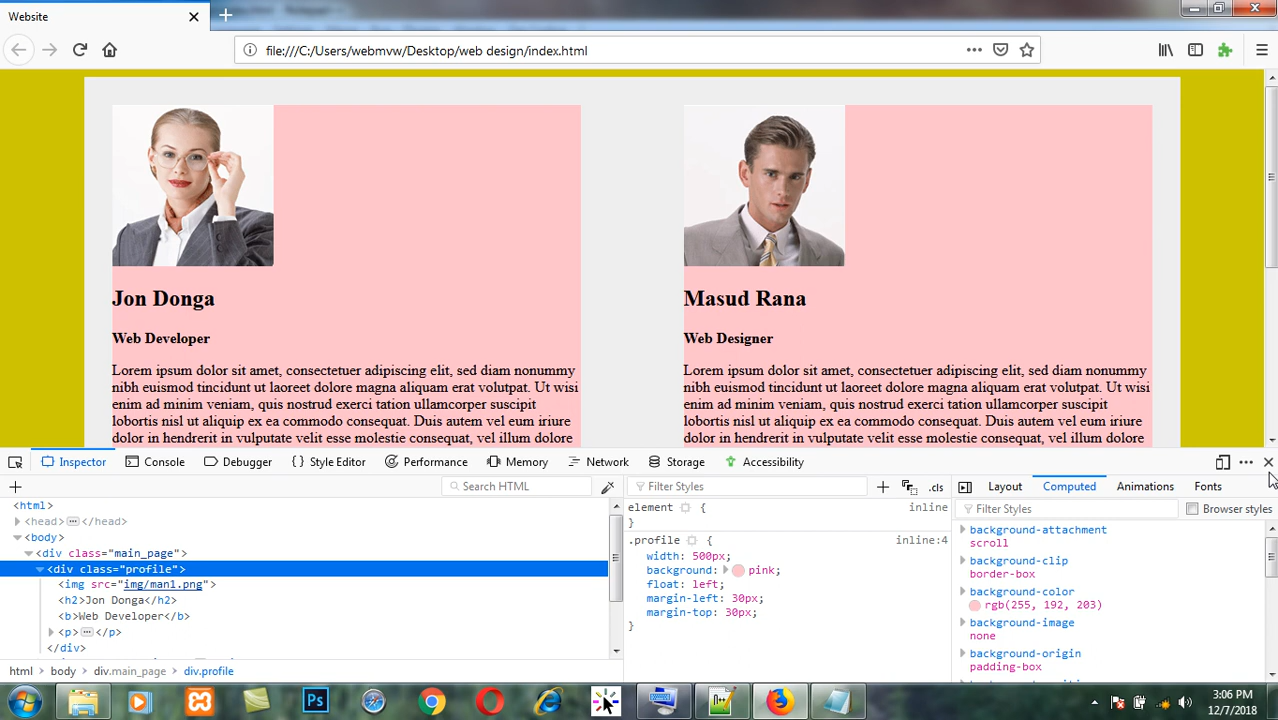 Website
file:///C:/Users/webmvw/Desktop/web design/index.html
Jon Donga
Web Developer
Lorem ipsum dolor sit amet, consectetuer adipiscing elit, sed diam nonummy
nibh euismod tincidunt ut laoreet dolore magna aliquam erat volutpat. Ut wisi
enim ad minim veniam, quis nostrud exerci tation ullamcorper suscipit
lobortis nisl ut aliquip ex ea commodo consequat. Duis autem vel eum iriure
dolor in hendrerit in vulputate velit esse molestie consequat, vel illum dolore
Masud Rana
Web Designer
Lorem ipsum dolor sit amet, consectetuer adipiscing elit, sed diam nonummy
nibh euismod tincidunt ut laoreet dolore magna aliquam erat volutpat. Ut wisi
enim ad minim veniam, quis nostrud exerci tation ullamcorper suscipit
lobortis nisl ut aliquip ex ea commodo consequat. Duis autem vel eum iriure
dolor in hendrerit in vulputate velit esse molestie consequat, vel illum dolore
Inspector Console Debugger {} Style Editor Performance Memory Network Storage Accessibility
+ Search HTML
<html>
<head>···</head>
<body>
<div class="main_page">
<div class="profile">
<img src="img/man1.png">
<h2>Jon Donga</h2>
<b>Web Developer</b>
<p>···</p>
</div>
html body div.main_page div.profile
Filter Styles + .cls
element { inline
}
.profile { inline:4
width: 500px;
background: pink;
float: left;
margin-left: 30px;
margin-top: 30px;
}
Layout Computed Animations Fonts
Filter Styles Browser styles
background-attachment
scroll
background-clip
border-box
background-color
rgb(255, 192, 203)
background-image
none
background-origin
padding-box
Ps
3:06 PM
12/7/2018